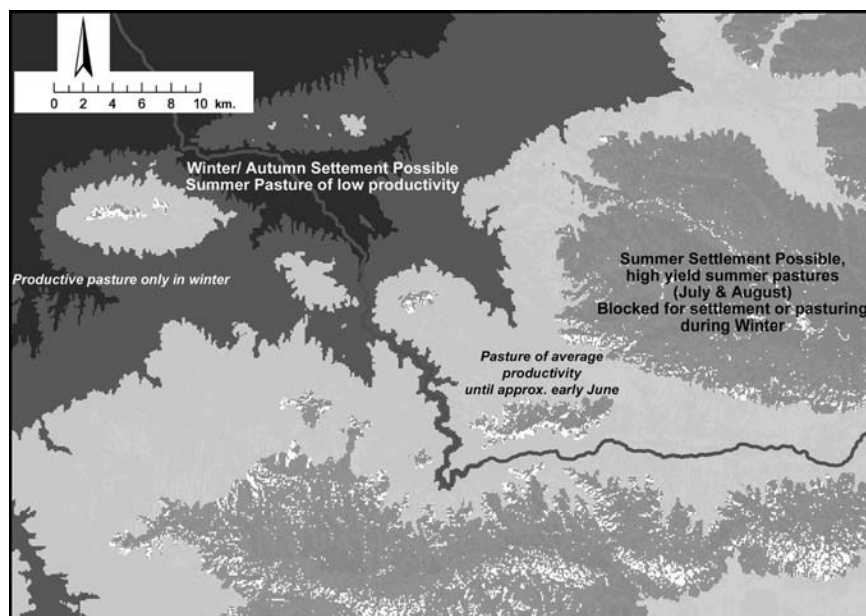 0 2 4 6 8 10 km.
Winter/ Autumn Settement Possible
Summer Pasture of low productivity
Productive pasture only in winter
Summer Settlement Possible,
high yield summer pastures
(July & August)
Blocked for settlement or pasturing
during Winter
Pasture of average
productivity
until approx. early June